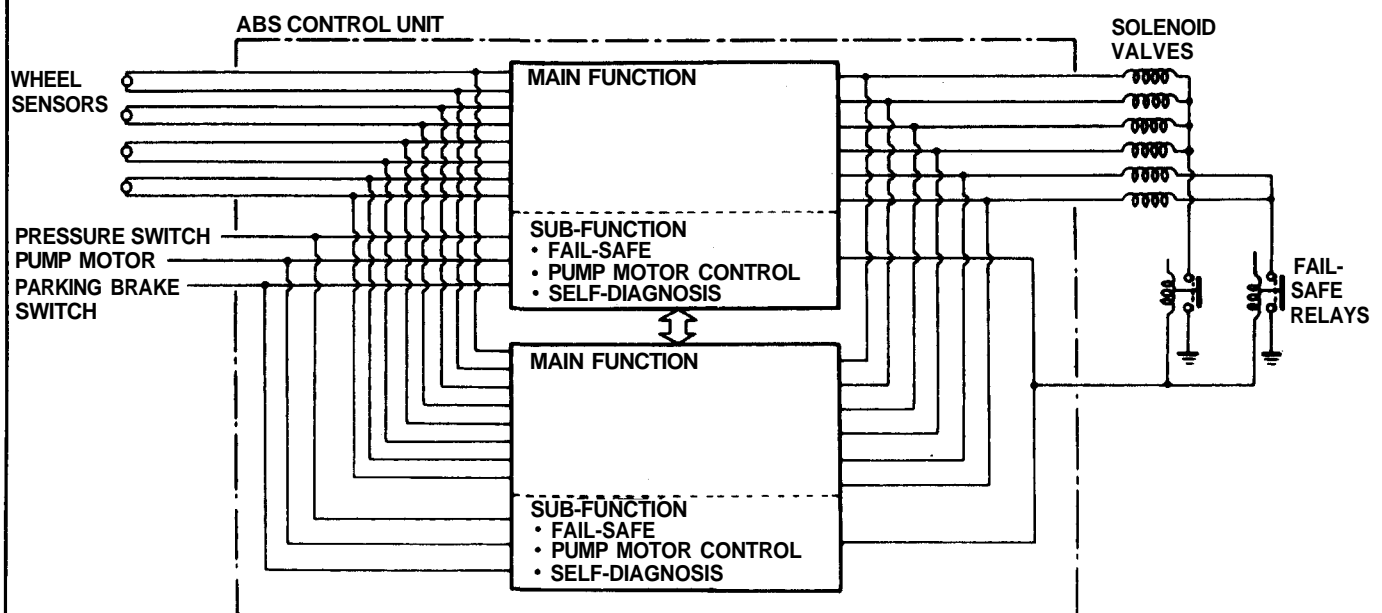 ABS CONTROL UNIT
SOLENOID
VALVES
WHEEL
SENSORS
MAIN FUNCTION
PRESSURE SWITCH
PUMP MOTOR
PARKING BRAKE
SWITCH
SUB-FUNCTION
• FAIL-SAFE
• PUMP MOTOR CONTROL
• SELF-DIAGNOSIS
FAIL-
SAFE
RELAYS
MAIN FUNCTION
SUB-FUNCTION
• FAIL-SAFE
• PUMP MOTOR CONTROL
• SELF-DIAGNOSIS